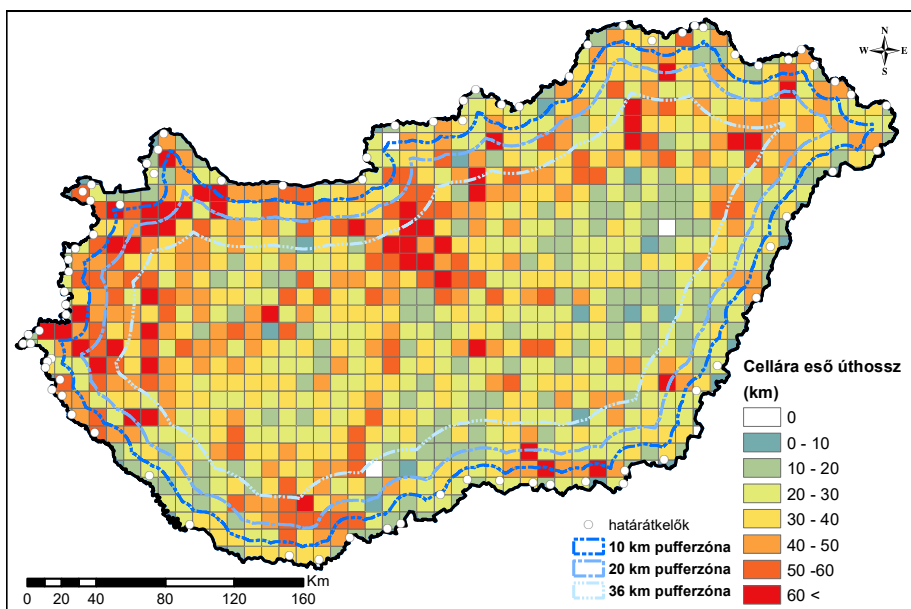 N
W E
S
Cellára eső úthossz
(km)
0
0 - 10
10 - 20
20 - 30
30 - 40
40 - 50
50 -60
60 <
határátkelők
10 km pufferzóna
20 km pufferzóna
36 km pufferzóna
Km
0 20 40 80 120 160